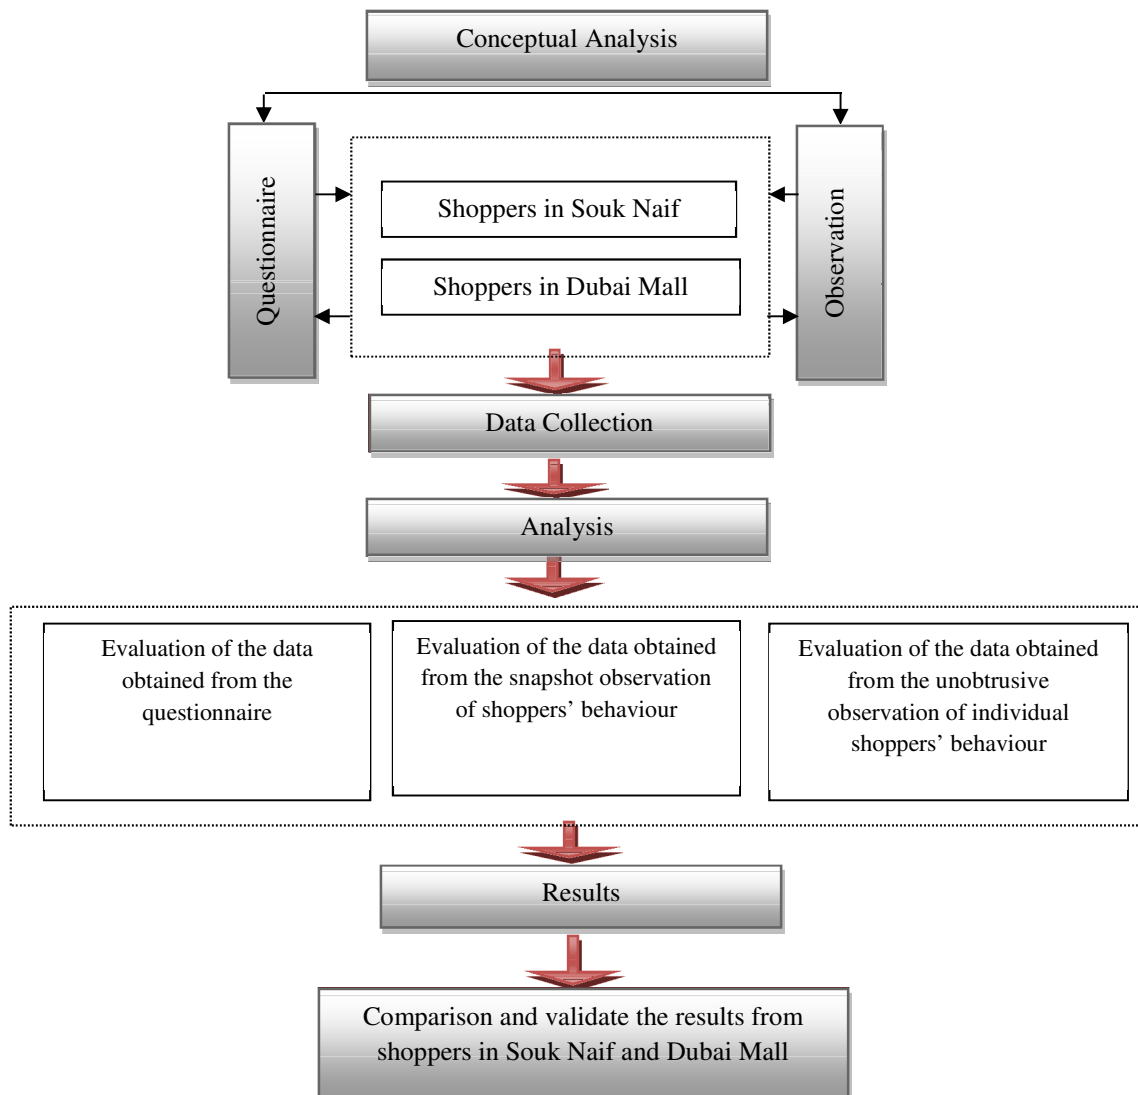 Conceptual Analysis
Questionnaire
Shoppers in Souk Naif
Shoppers in Dubai Mall
Observation
Data Collection
Analysis
Evaluation of the data
obtained from the
questionnaire
Evaluation of the data obtained
from the snapshot observation
of shoppers’ behaviour
Evaluation of the data obtained
from the unobtrusive
observation of individual
shoppers’ behaviour
Results
Comparison and validate the results from
shoppers in Souk Naif and Dubai Mall